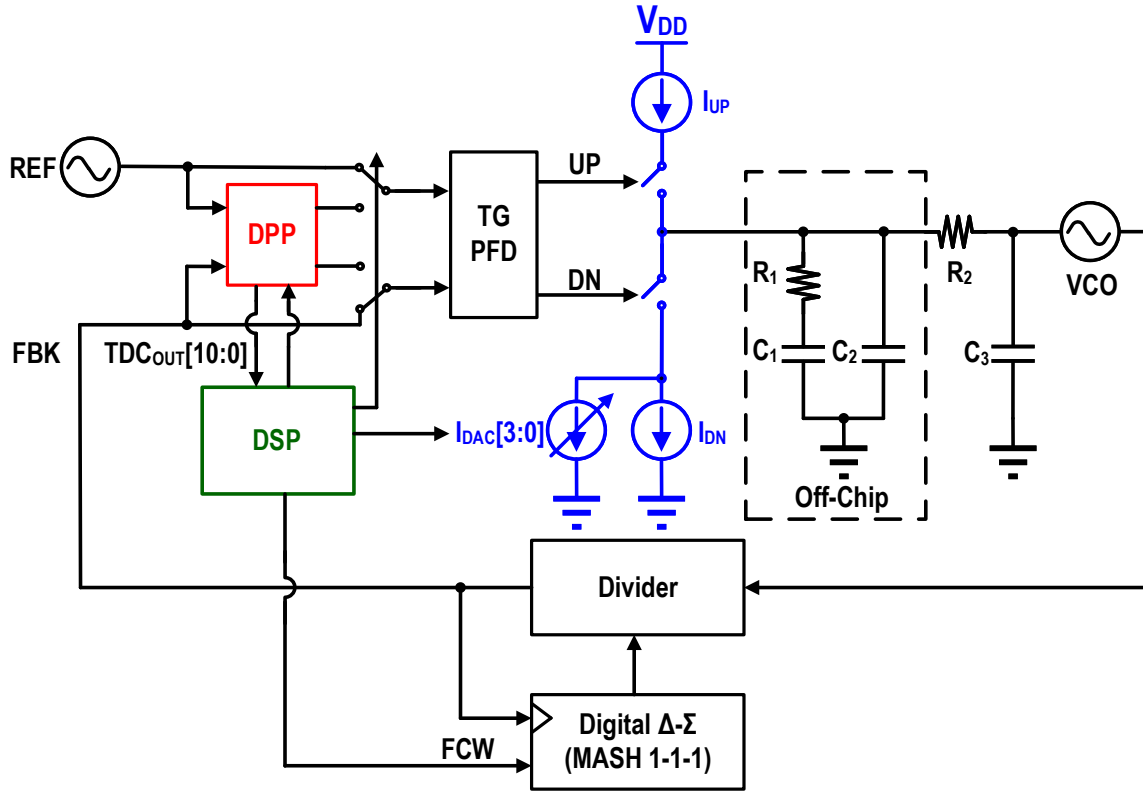 VDD
IUP
REF
DPP
TG
PFD
UP
DN
R1
R2
VCO
C1
C2
C3
FBK
TDCOUT[10:0]
DSP
IDAC[3:0]
IDN
Off-Chip
Divider
FCW
Digital Δ-Σ
(MASH 1-1-1)